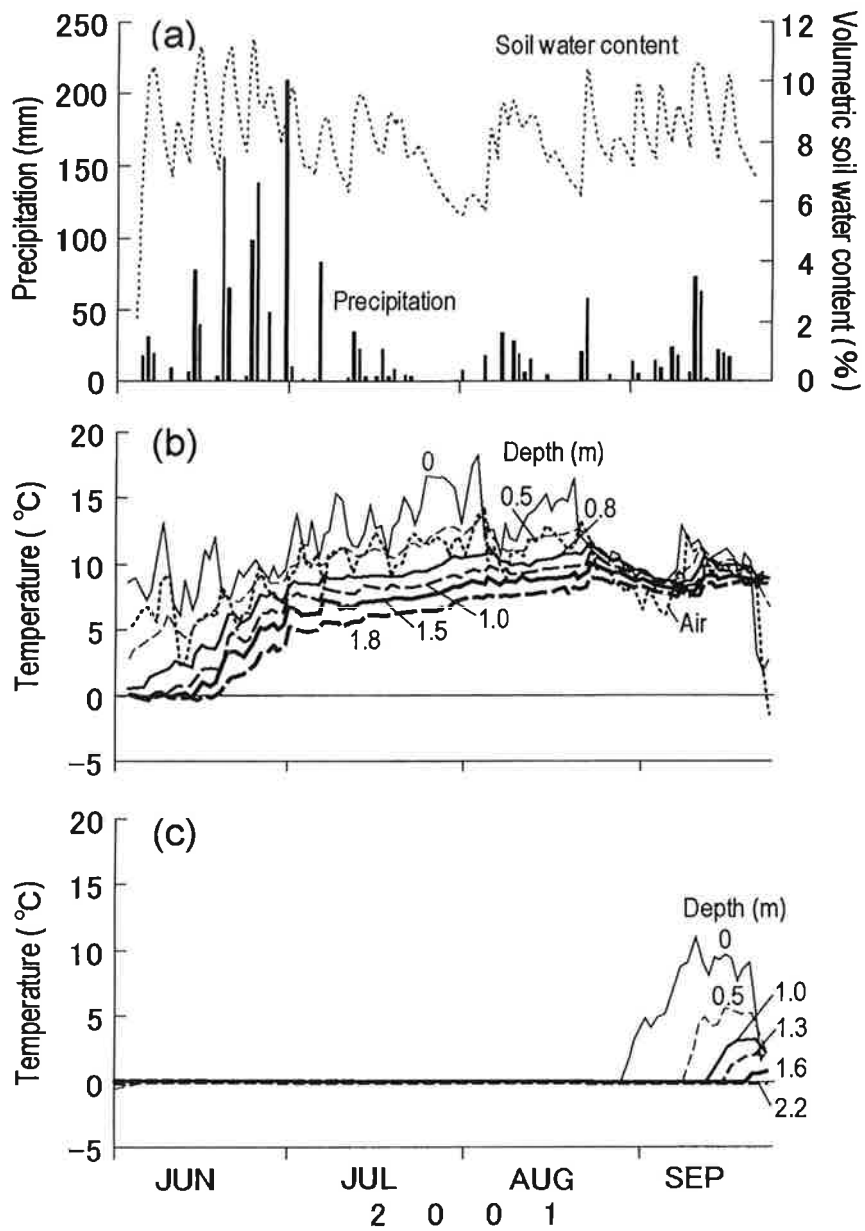 (a)
Soil water content
Precipitation
Precipitation (mm)
250
200
150
100
50
0
Volumetric soil water
content (%)
12
10
8
6
4
2
0
(b)
Temperature (°C)
20
15
10
5
0
−5
Depth (m)
0
0.5
0.8
1.0
1.5
1.8
Air
(c)
Temperature (°C)
20
15
10
5
0
−5
Depth (m)
0
0.5
1.0
1.3
1.6
2.2
JUN JUL AUG SEP
2 0 0 1